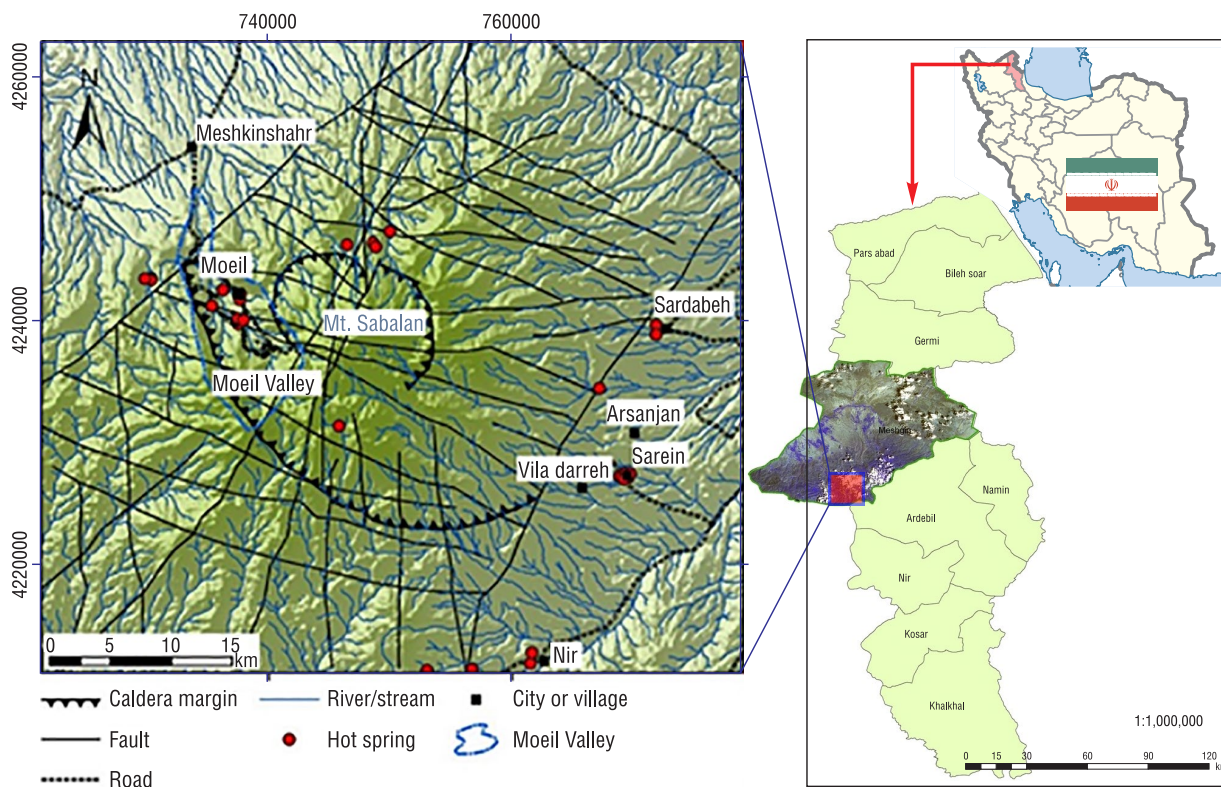 740000
760000
4260000
4240000
4220000
N
Meshkinshahr
Moeil
Mt. Sabalan
Sardabeh
Moeil Valley
Arsanjan
Vila darreh
Sarein
Nir
0 5 10 15
km
Caldera margin
River/stream
City or village
Fault
Hot spring
Moeil Valley
Road
Pars abad
Bileh soar
Germi
Meshgin
Namin
Ardebil
Nir
Kosar
Khalkhal
1:1,000,000
0 15 30 60 90 120